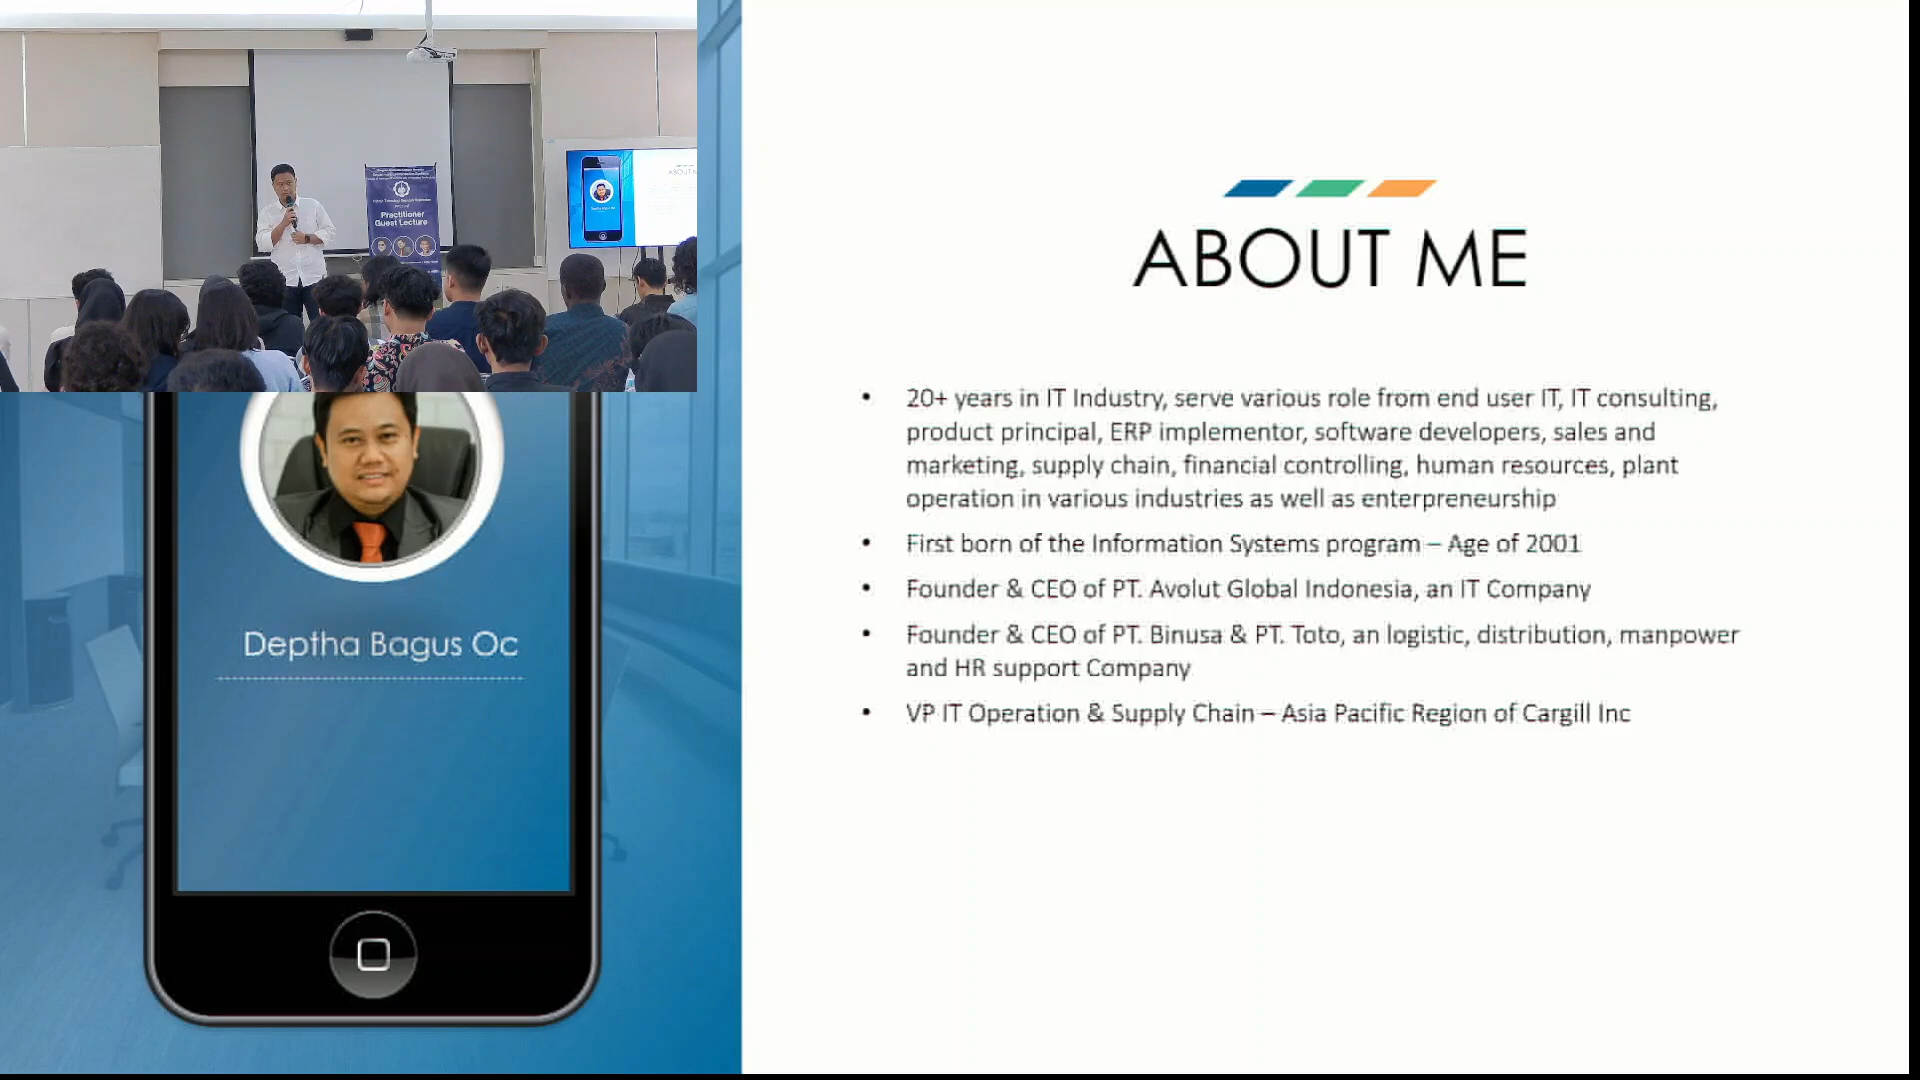 Practitioner
Guest Lecture
ABOUT ME
Deptha Bagus Oc
ABOUT ME
• 20+ years in IT Industry, serve various role from end user IT, IT consulting,
product principal, ERP implementor, software developers, sales and
marketing, supply chain, financial controlling, human resources, plant
operation in various industries as well as enterpreneurship
• First born of the Information Systems program – Age of 2001
• Founder & CEO of PT. Avolut Global Indonesia, an IT Company
• Founder & CEO of PT. Binusa & PT. Toto, an logistic, distribution, manpower
and HR support Company
• VP IT Operation & Supply Chain – Asia Pacific Region of Cargill Inc